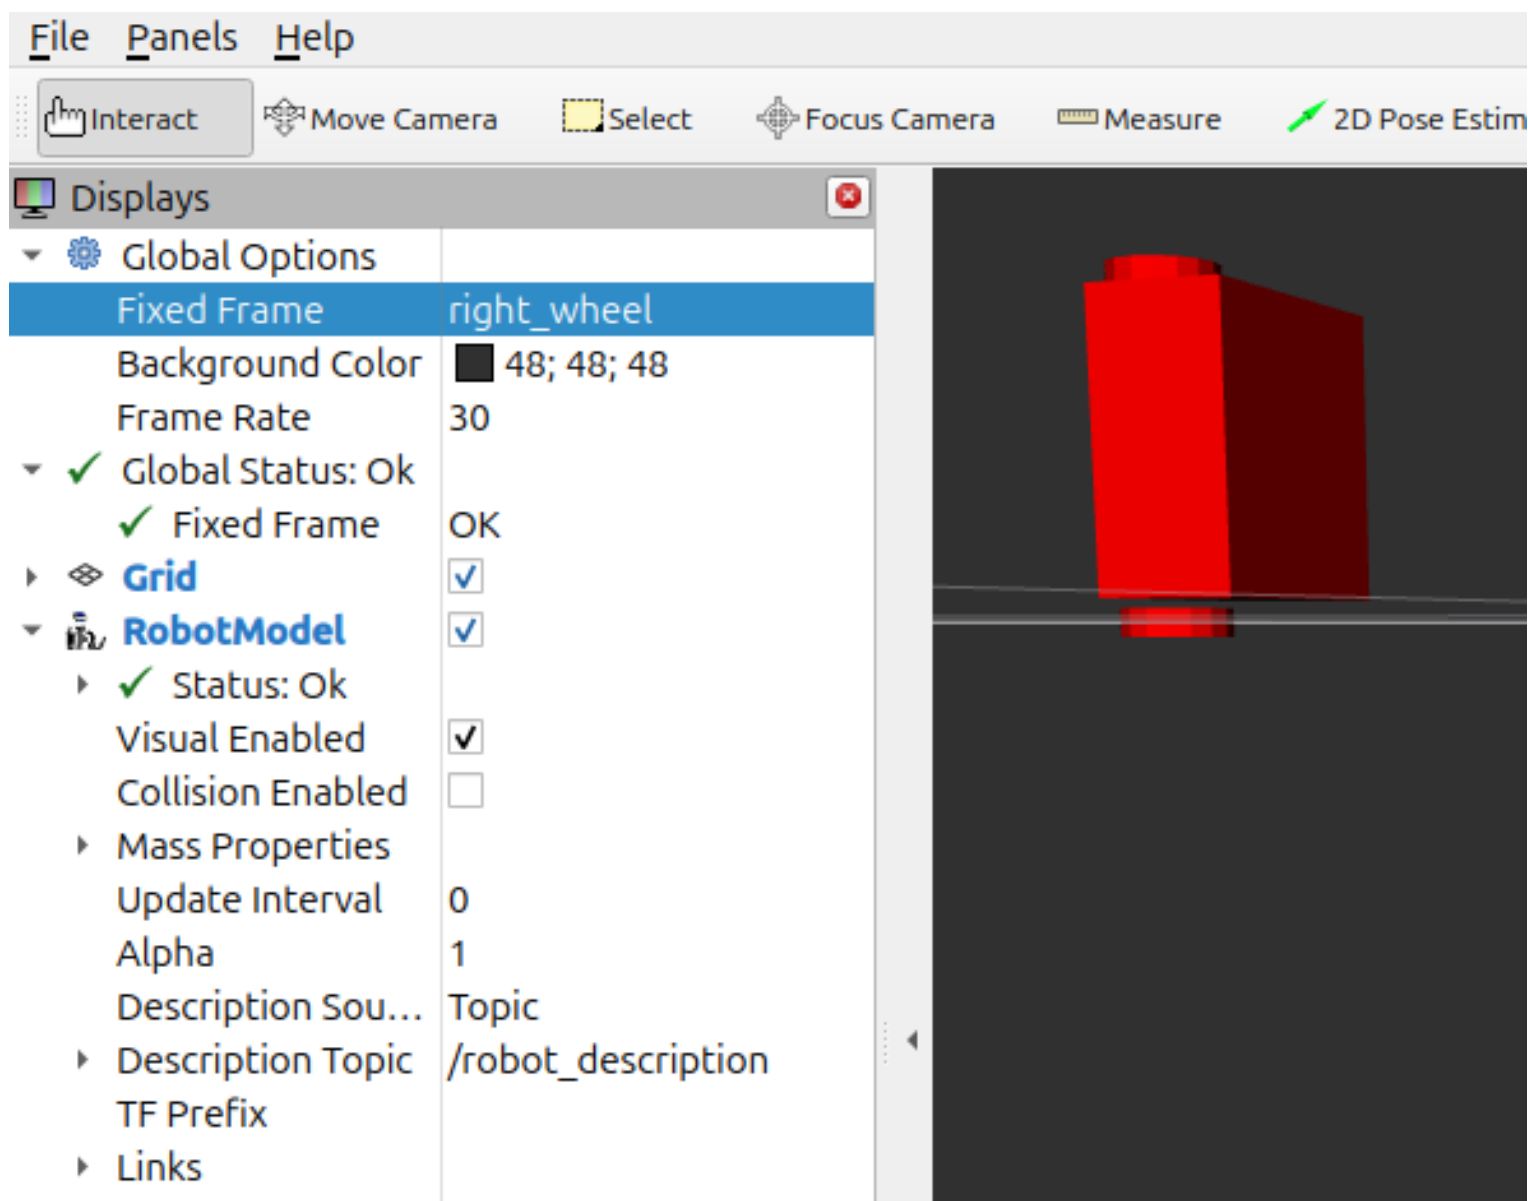 File Panels Help
Interact Move Camera Select Focus Camera Measure 2D Pose Estim
Displays
Global Options
Fixed Frame right_wheel
Background Color 48; 48; 48
Frame Rate 30
Global Status: Ok
Fixed Frame OK
Grid
RobotModel
Status: Ok
Visual Enabled
Collision Enabled
Mass Properties
Update Interval 0
Alpha 1
Description Sou... Topic
Description Topic /robot_description
TF Prefix
Links